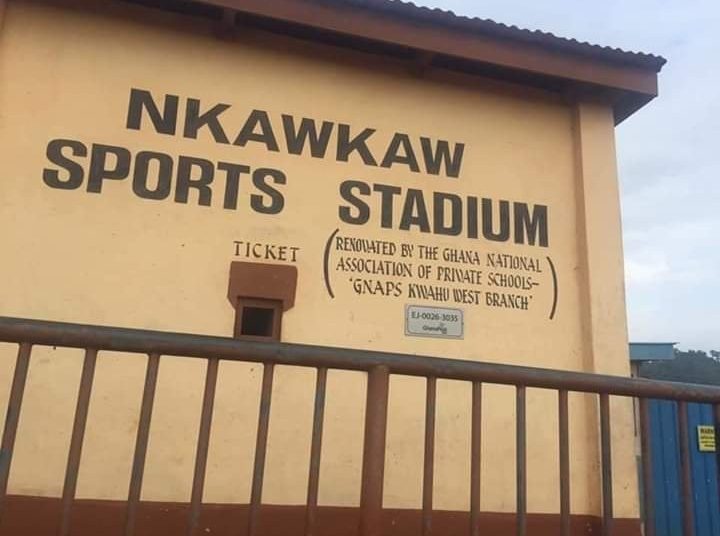 NKAWKAW
SPORTS STADIUM
TICKET
(RENOVATED BY THE GHANA NATIONAL
ASSOCIATION OF PRIVATE SCHOOLS-
'GNAPS KWAHU WEST BRANCH')
EJ-0026-3035